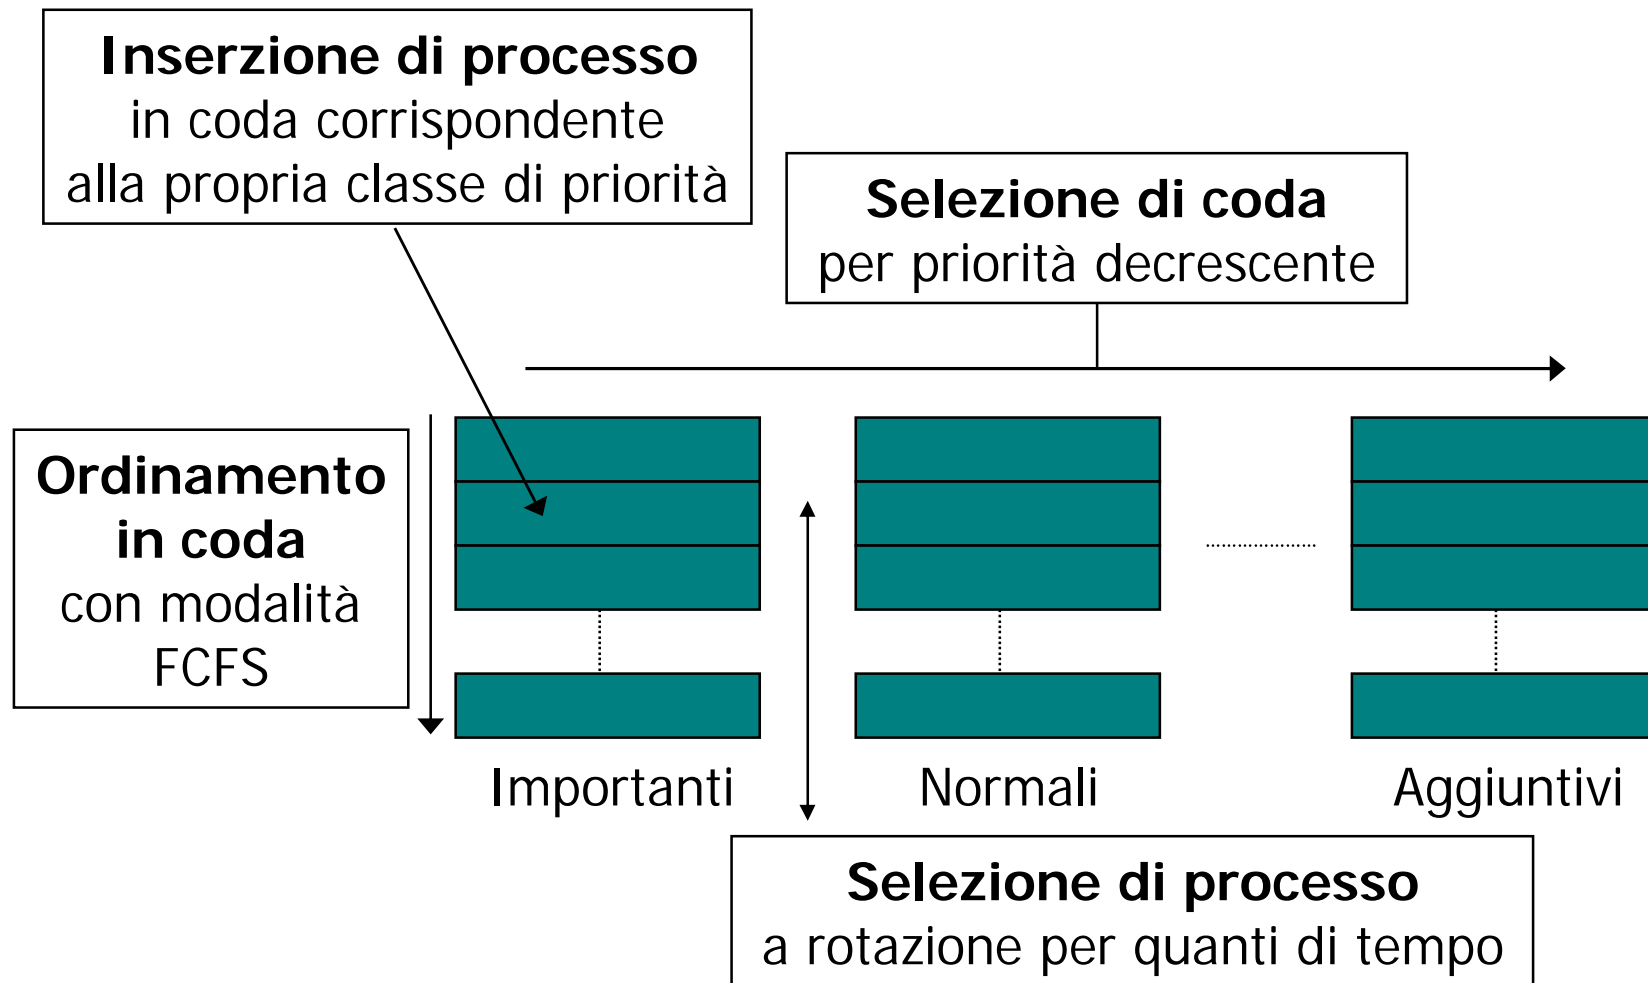 Inserzione di processo
in coda corrispondente
alla propria classe di priorità
Selezione di coda
per priorità decrescente
Ordinamento
in coda
con modalità
FCFS
Importanti
Normali
Aggiuntivi
Selezione di processo
a rotazione per quanti di tempo